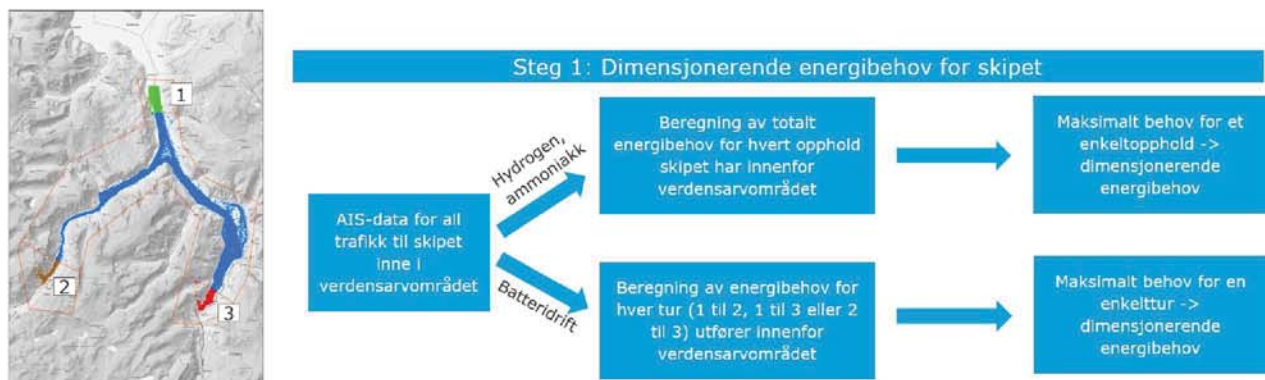 1
2
3
Steg 1: Dimensjonerende energibehov for skipet
AIS-data for all
trafikk til skipet
inne i
verdensarvområdet
Hydrogen,
ammoniakk
Batteridrift
Beregning av totalt
energibehov for hvert opphold
skipet har innenfor
verdensarvområdet
Maksimalt behov for et
enkeltopphold ->
dimensjonerende
energibehov
Beregning av energibehov for
hver tur (1 til 2, 1 til 3 eller 2
til 3) utfører innenfor
verdensarvområdet
Maksimalt behov for en
enkelttur ->
dimensjonerende
energibehov